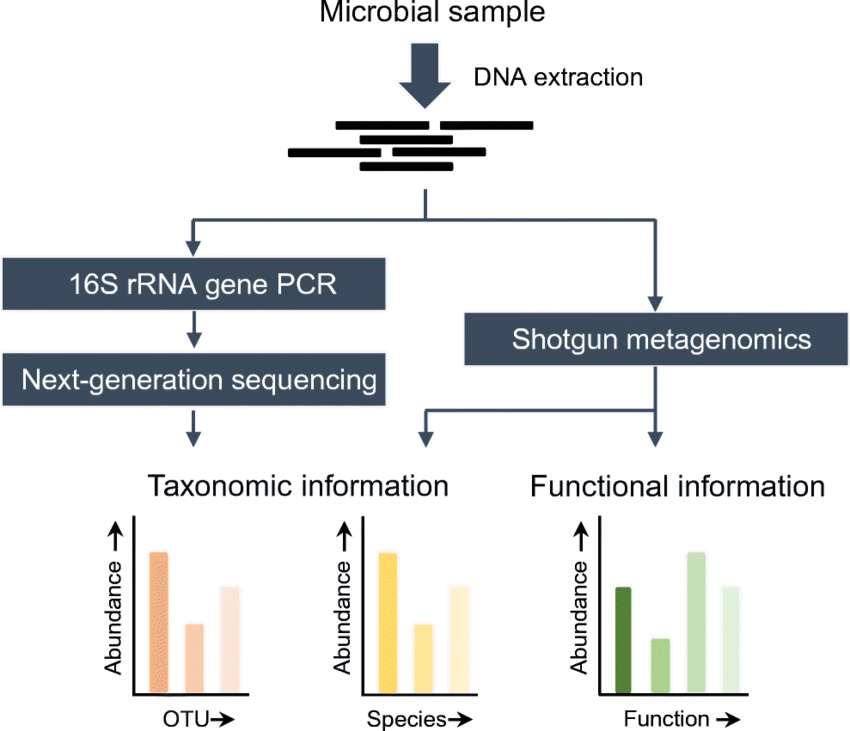 Microbial sample
DNA extraction
16S rRNA gene PCR
Shotgun metagenomics
Next-generation sequencing
Taxonomic information
Functional information
Abundance
OTU
Abundance
Species
Abundance
Function